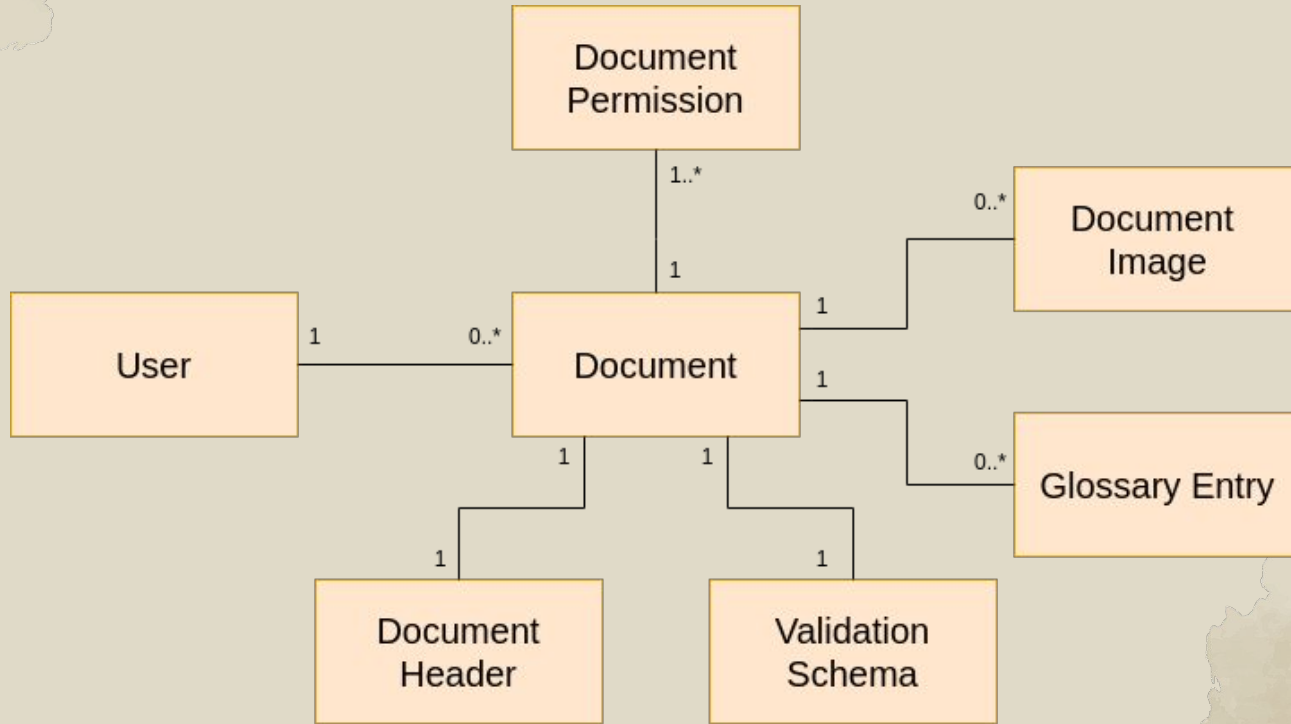 Document
Permission
1..*
1
0..*
Document
Image
1
User
1
0..*
Document
1
0..*
Glossary Entry
1
1
1
1
Document
Header
Validation
Schema